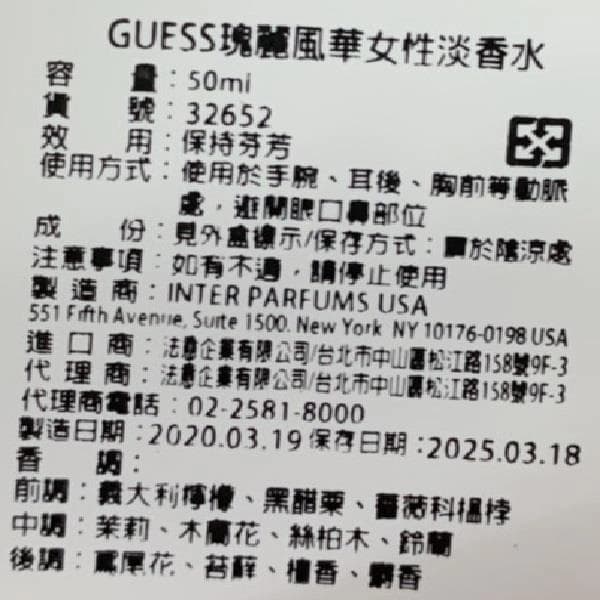 GUESS瑰麗風華女性淡香水
容 量：50ml
貨 號：32652
效 用：保持芬芳
使用方式：使用於手腕、耳後、胸前等動脈
處，避開眼口鼻部位
成 份：見外盒標示/保存方式：置於陰涼處
注意事項：如有不適，請停止使用
製 造 商：INTER PARFUMS USA
551 Fifth Avenue, Suite 1500. New York NY 10176-0198 USA
進 口 商：法意企業有限公司/台北市中山區松江路158號9F-3
代 理 商：法意企業有限公司/台北市中山區松江路158號9F-3
代理商電話：02-2581-8000
製造日期：2020.03.19 保存日期：2025.03.18
香 調：
前調：義大利檸檬、黑醋栗、薔薇科榅桲
中調：茉莉、木蘭花、絲柏木、鈴蘭
後調：鳶尾花、苔蘚、檀香、麝香